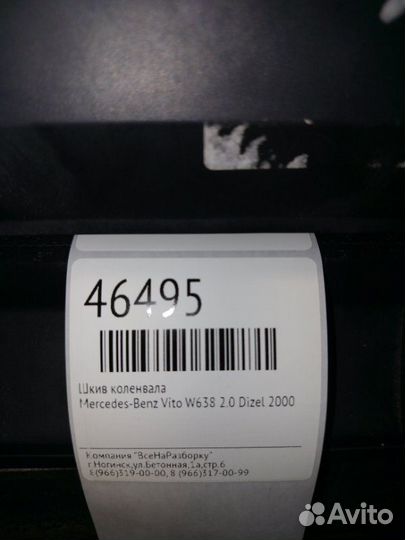 46495
Шкив коленвала
Mercedes-Benz Vito W638 2.0 Dizel 2000
Компания "ВсеНаРазборку"
г.Ногинск,ул.Бетонная,1а,стр.6
8(966)319-00-00, 8 (966)317-00-99
Avito